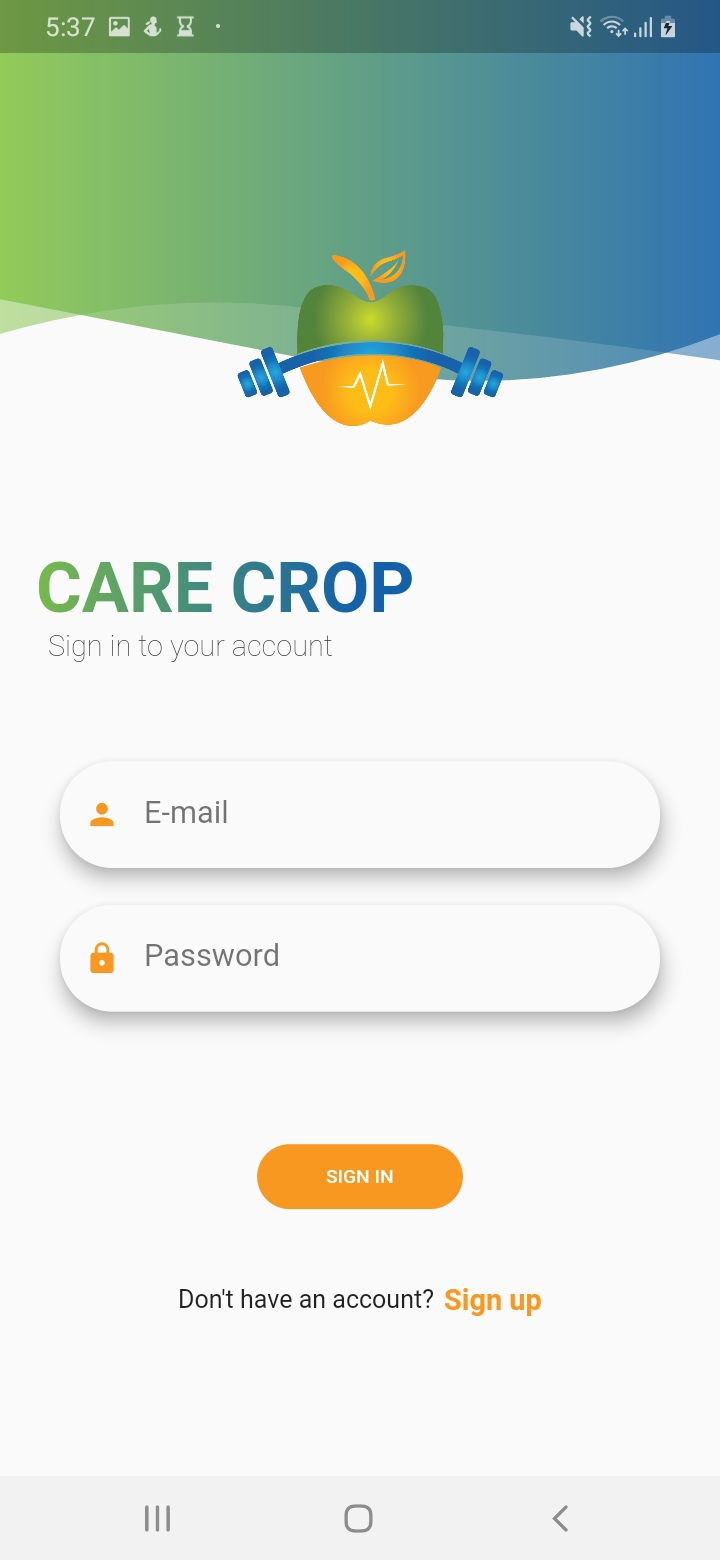 5:37
CARE CROP
Sign in to your account
E-mail
Password
SIGN IN
Don't have an account? Sign up